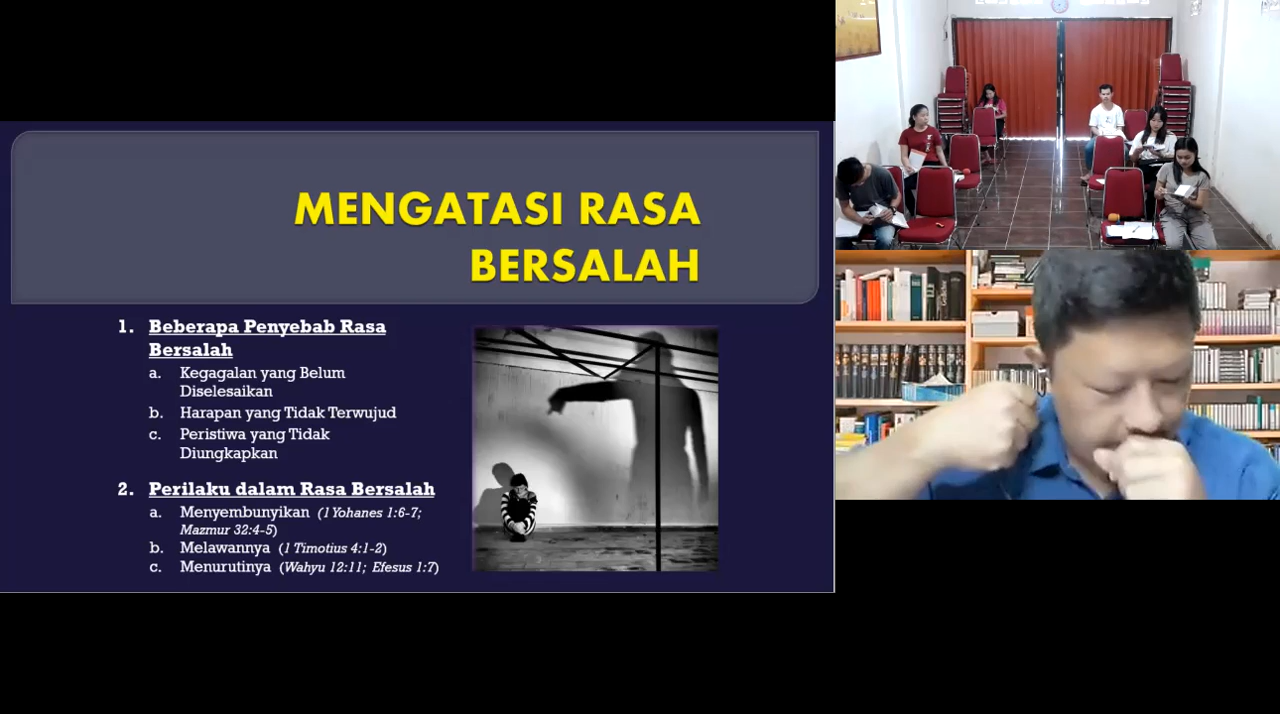 MENGATASI RASA
BERSALAH
1. Beberapa Penyebab Rasa
Bersalah
a. Kegagalan yang Belum
Diselesaikan
b. Harapan yang Tidak Terwujud
c. Peristiwa yang Tidak
Diungkapkan
2. Perilaku dalam Rasa Bersalah
a. Menyembunyikan (1 Yohanes 1:6-7;
Mazmur 32:4-5)
b. Melawannya (1 Timotius 4:1-2)
c. Menurutinya (Wahyu 12:11; Efesus 1:7)